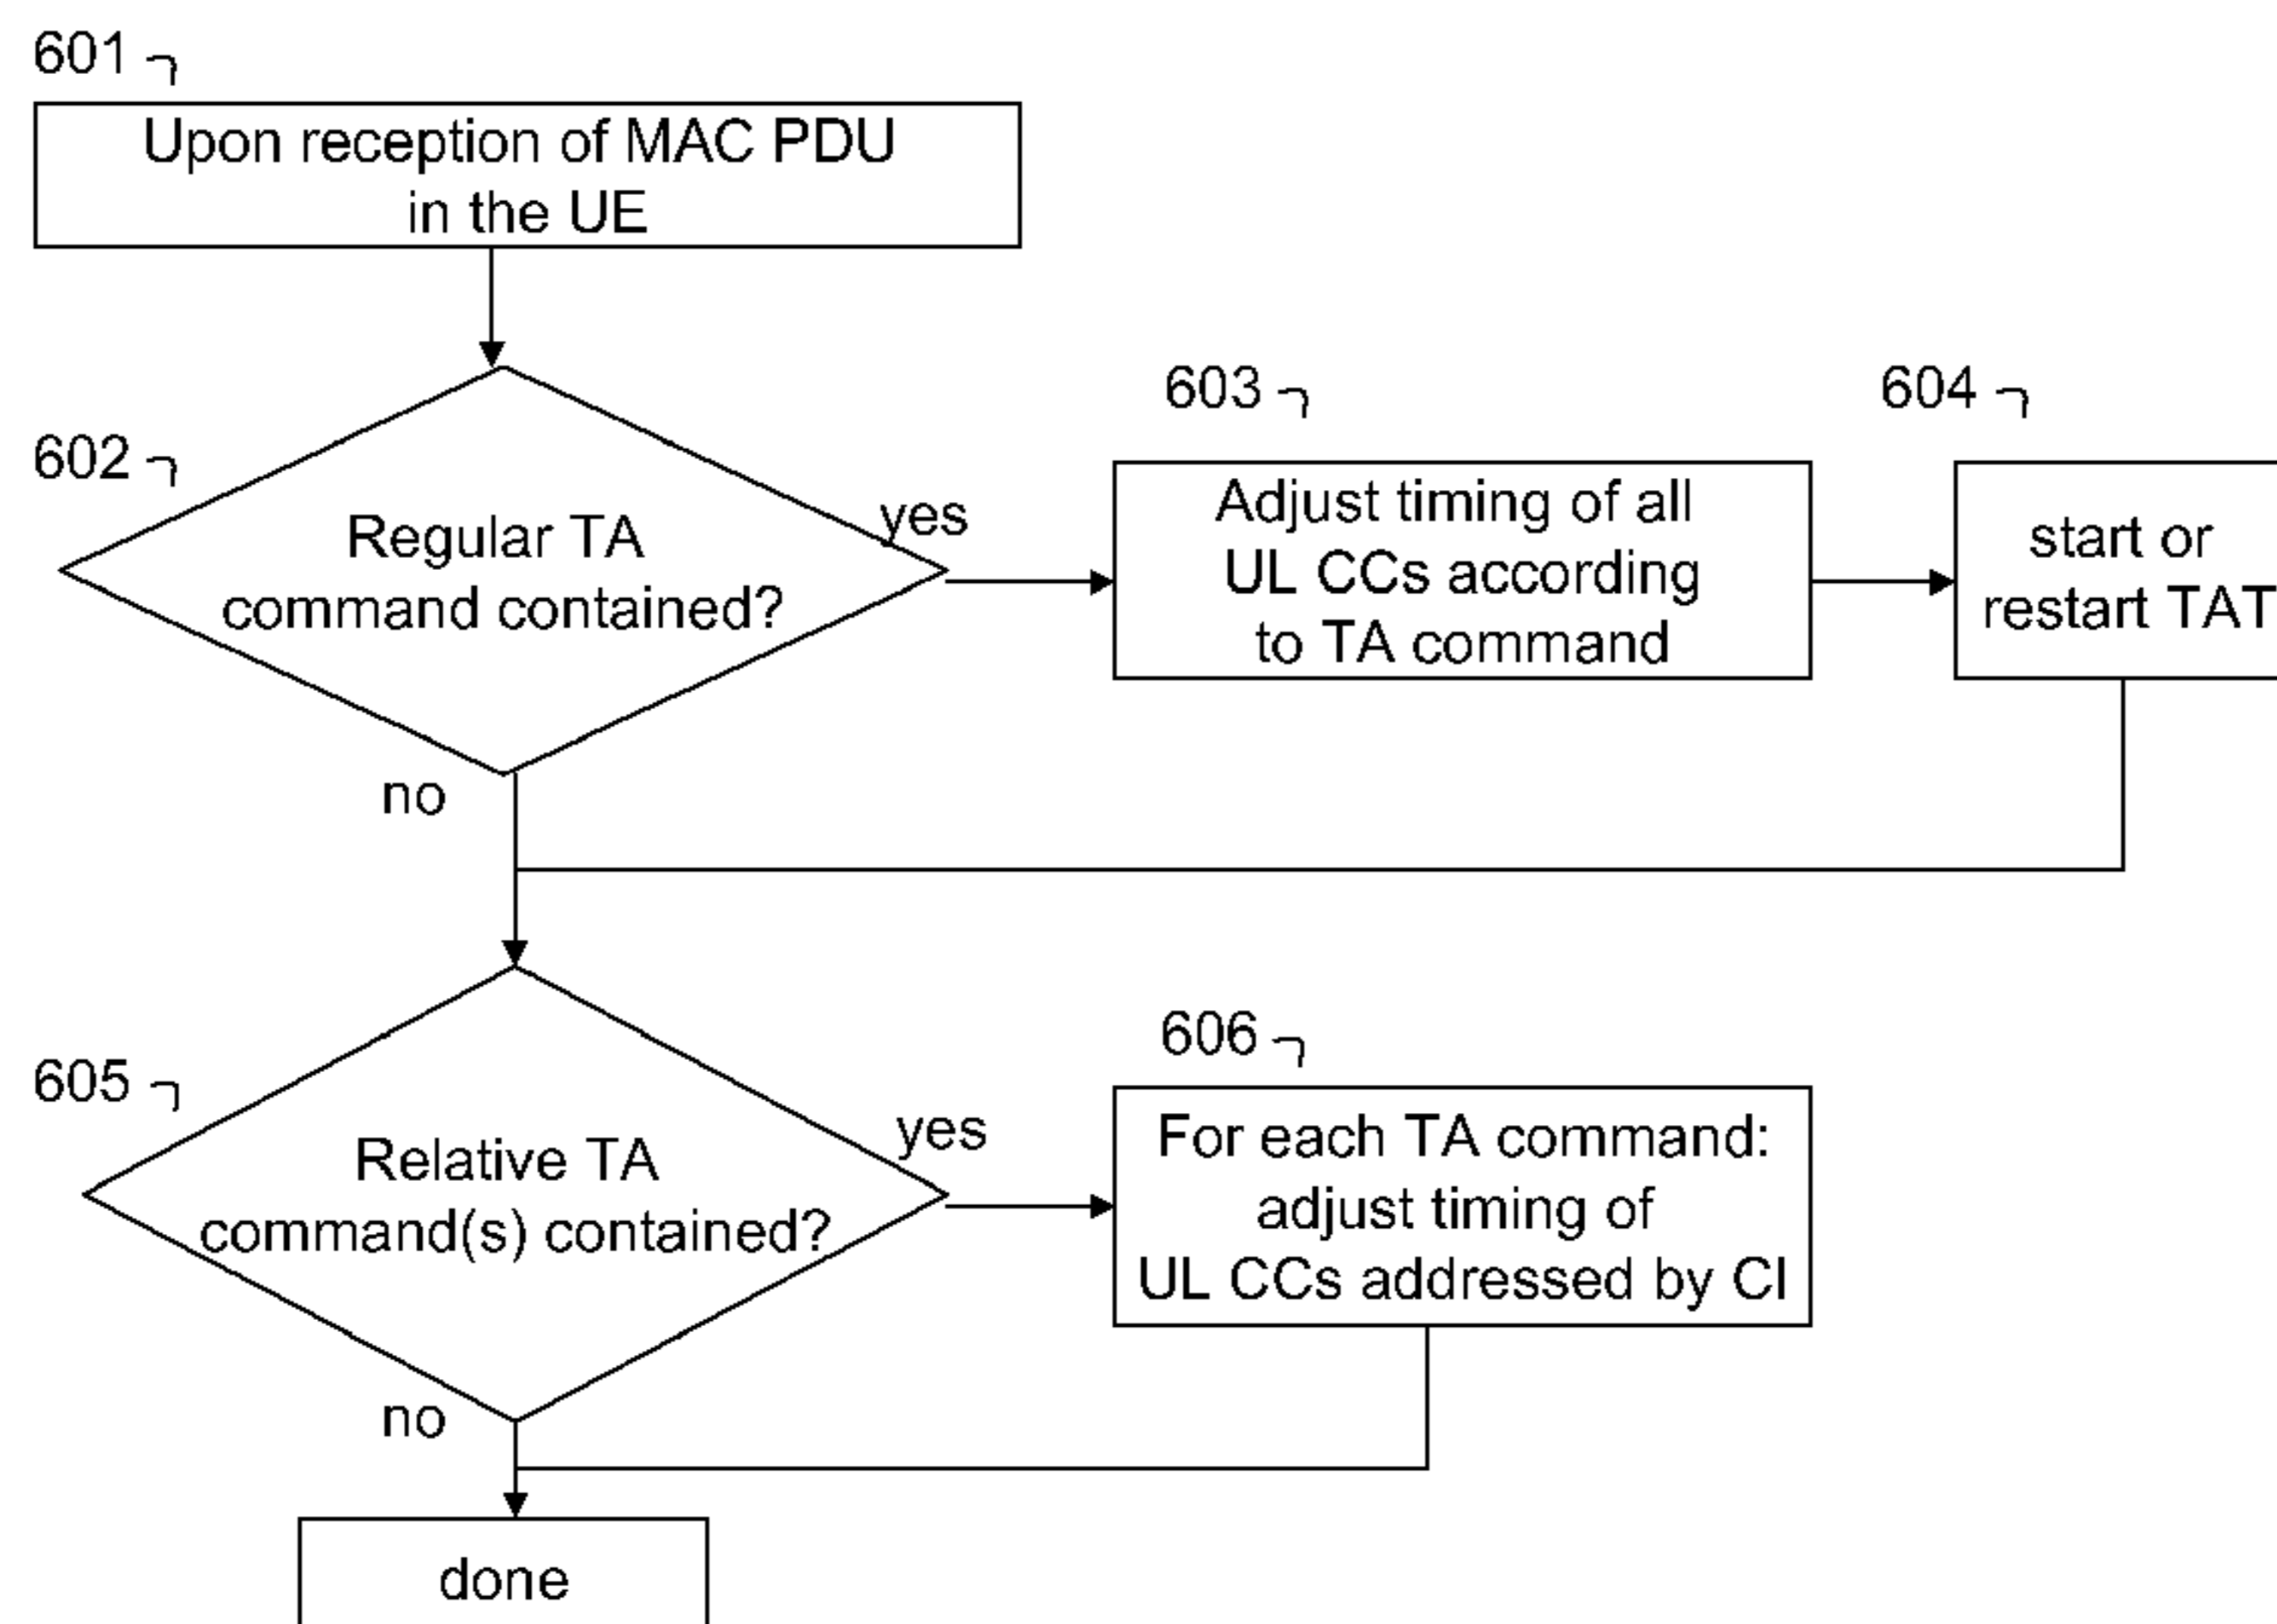 601
Upon reception of MAC PDU
in the UE
602
Regular TA
command contained?
yes
603
Adjust timing of all
UL CCs according
to TA command
604
start or
restart TAT
no
605
Relative TA
command(s) contained?
yes
606
For each TA command:
adjust timing of
UL CCs addressed by CI
no
done